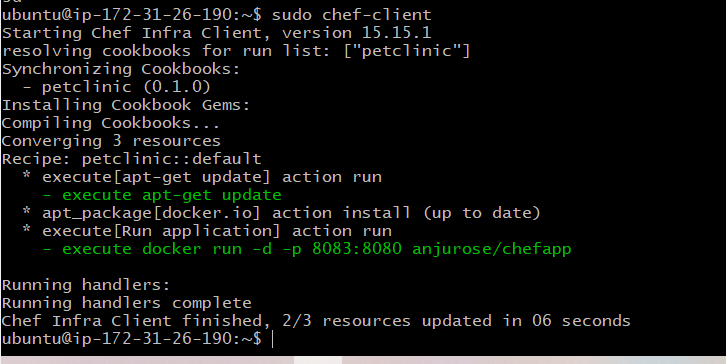 ubuntu@ip-172-31-26-190:~$ sudo chef-client
Starting Chef Infra Client, version 15.15.1
resolving cookbooks for run list: ["petclinic"]
Synchronizing Cookbooks:
  - petclinic (0.1.0)
Installing Cookbook Gems:
Compiling Cookbooks...
Converging 3 resources
Recipe: petclinic::default
  * execute[apt-get update] action run
    - execute apt-get update
  * apt_package[docker.io] action install (up to date)
  * execute[Run application] action run
    - execute docker run -d -p 8083:8080 anjurose/chefapp
Running handlers:
Running handlers complete
Chef Infra Client finished, 2/3 resources updated in 06 seconds
ubuntu@ip-172-31-26-190:~$